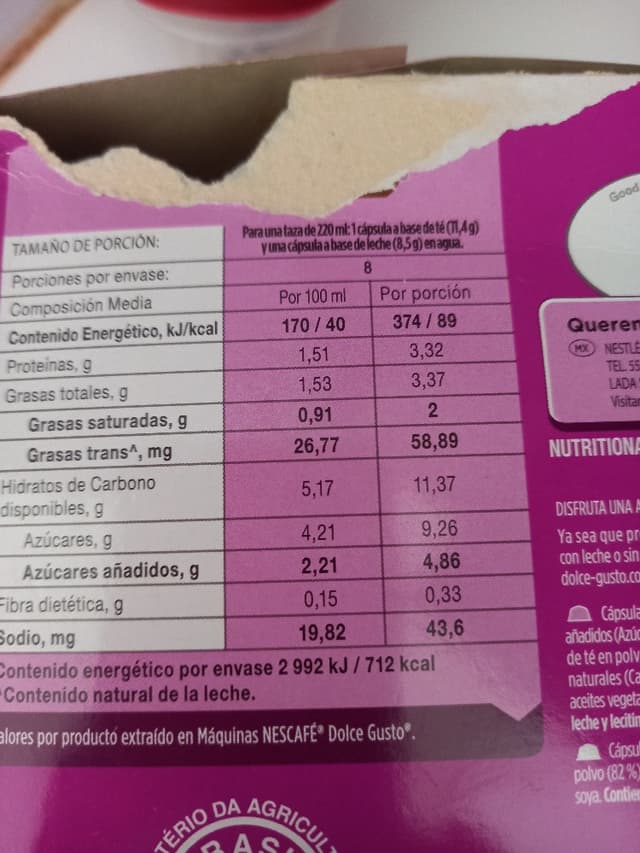 TAMAÑO DE PORCIÓN:
Para una taza de 220 ml: 1 cápsula a base de té (11,4 g)
y una cápsula a base de leche (8,5 g) en agua.
Porciones por envase: 8
Composición Media Por 100 ml Por porción
Contenido Energético, kJ/kcal 170 / 40 374 / 89
Proteínas, g 1,51 3,32
Grasas totales, g 1,53 3,37
Grasas saturadas, g 0,91 2
Grasas trans^, mg 26,77 58,89
Hidratos de Carbono
disponibles, g 5,17 11,37
Azúcares, g 4,21 9,26
Azúcares añadidos, g 2,21 4,86
Fibra dietética, g 0,15 0,33
Sodio, mg 19,82 43,6
Contenido energético por envase 2 992 kJ / 712 kcal
^Contenido natural de la leche.
alores por producto extraído en Máquinas NESCAFÉ® Dolce Gusto®.
TÉRIO DA AGRICUL
RAS
Good
Queren
MX NESTLÉ
TEL. 55
LADA
Visita
NUTRITIONA
DISFRUTA UNA A
Ya sea que pr
con leche o sin
dolce-gusto.co
Cápsula
añadidos (Azúc
de té en polv
naturales (Ca
aceites vegeta
leche y lecitin
Cápsu
polvo (82 %)
soya. Contien